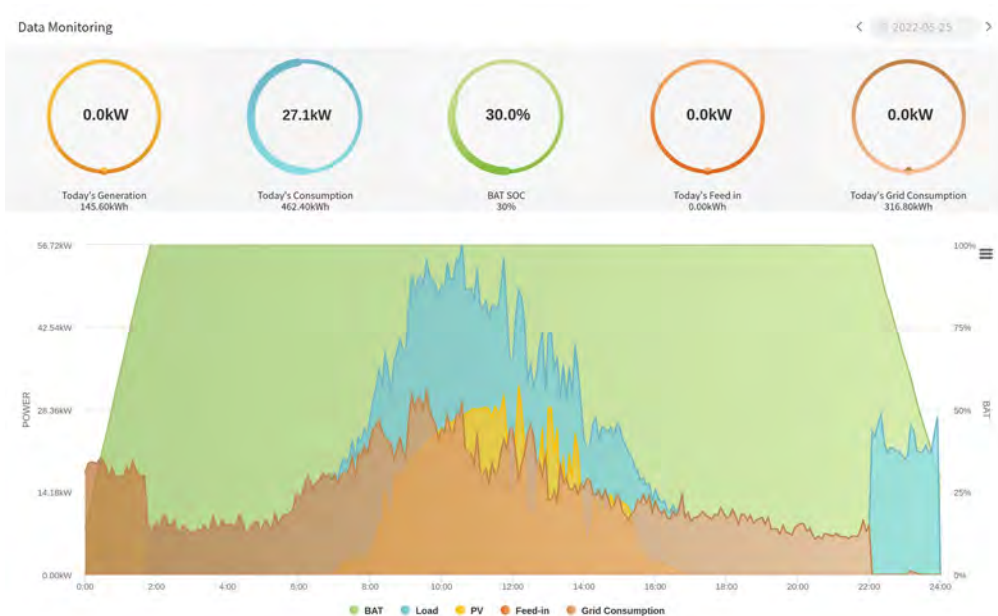 Data Monitoring
2022-05-25
0.0kW
27.1kW
30.0%
0.0kW
0.0kW
Today's Generation
145.60kWh
Today's Consumption
462.40kWh
BAT SOC
30%
Today's Feed in
0.00kWh
Today's Grid Consumption
316.80kWh
56.72kW
42.54kW
28.36kW
14.18kW
0.00kW
POWER
100%
75%
50%
25%
0%
BAT
0:00
2:00
4:00
6:00
8:00
10:00
12:00
14:00
16:00
18:00
20:00
22:00
24:00
BAT
Load
PV
Feed-in
Grid Consumption